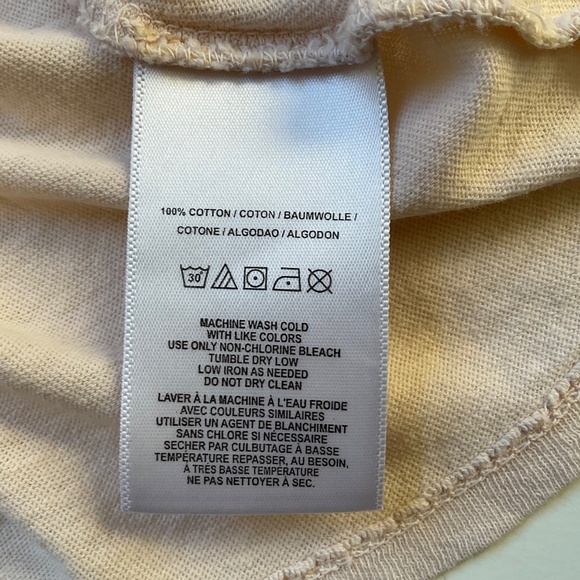 100% COTTON / COTON / BAUMWOLLE /
COTONE / ALGODAO / ALGODON
30°
MACHINE WASH COLD
WITH LIKE COLORS
USE ONLY NON-CHLORINE BLEACH
TUMBLE DRY LOW
LOW IRON AS NEEDED
DO NOT DRY CLEAN
LAVER À LA MACHINE À L'EAU FROIDE
AVEC COULEURS SIMILAIRES
UTILISER UN AGENT DE BLANCHIMENT
SANS CHLORE SI NÉCESSAIRE
SECHER PAR CULBUTAGE À BASSE
TEMPÉRATURE REPASSER, AU BESOIN,
À TRÈS BASSE TEMPÉRATURE
NE PAS NETTOYER À SEC.